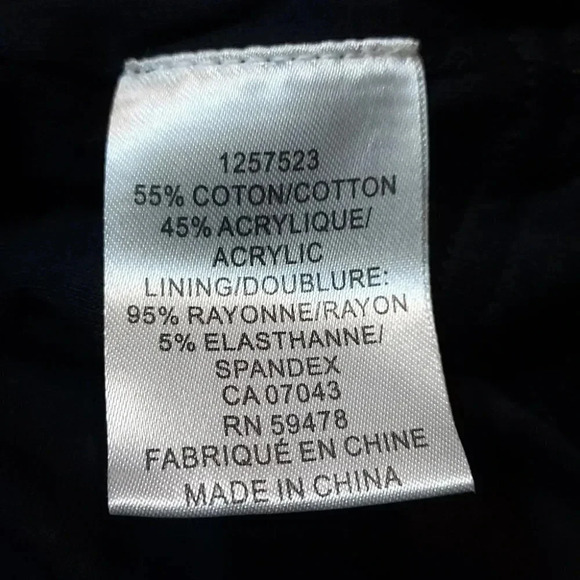 1257523
55% COTON/COTTON
45% ACRYLIQUE/
ACRYLIC
LINING/DOUBLURE:
95% RAYONNE/RAYON
5% ELASTHANNE/
SPANDEX
CA 07043
RN 59478
FABRIQUÉ EN CHINE
MADE IN CHINA